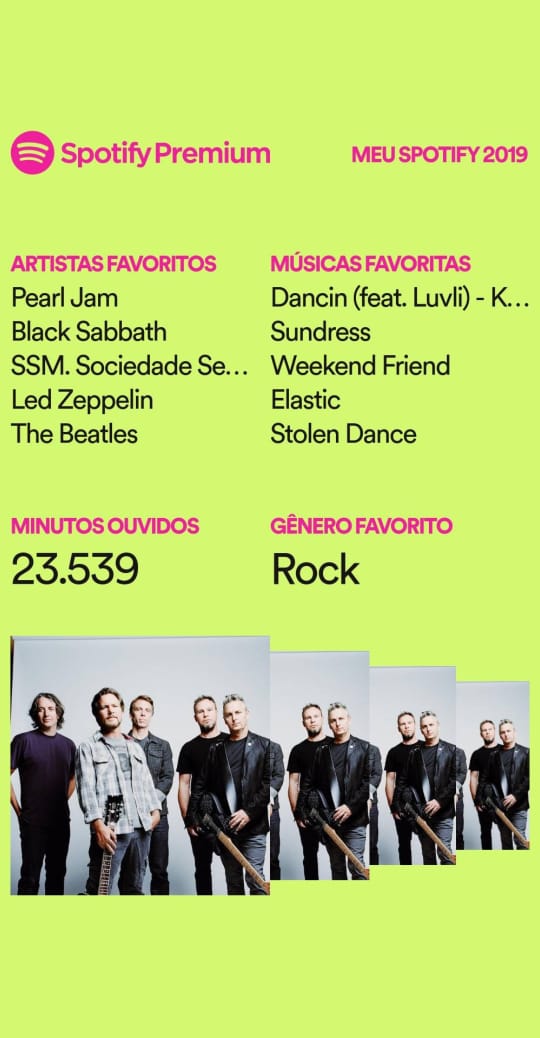 Spotify Premium
MEU SPOTIFY 2019
ARTISTAS FAVORITOS
Pearl Jam
Black Sabbath
SSM. Sociedade Se...
Led Zeppelin
The Beatles
MÚSICAS FAVORITAS
Dancin (feat. Luvli) - K...
Sundress
Weekend Friend
Elastic
Stolen Dance
MINUTOS OUVIDOS
23.539
GÊNERO FAVORITO
Rock